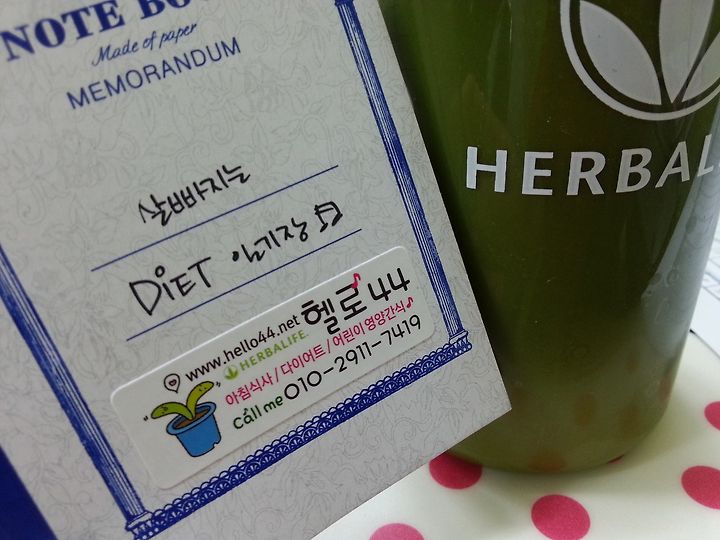 NOTE BO
Made of paper
MEMORANDUM
살빠지는
DiET 일기장
www.hello44.net 헬로44
HERBALIFE.
아침식사 / 다이어트 / 어린이 영양간식
Call me 010-2911-7419
HERBAL